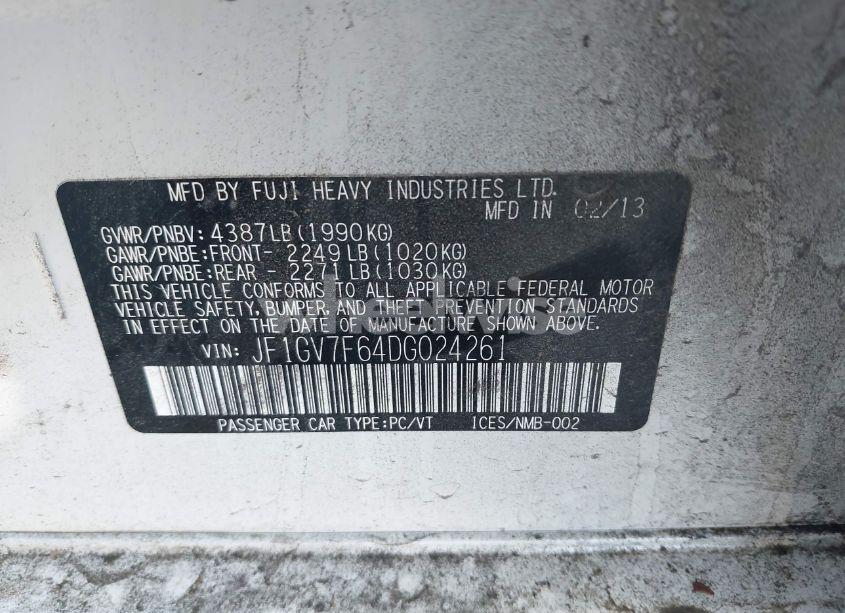 MFD BY FUJI HEAVY INDUSTRIES LTD.
MFD IN 02/13
GVWR/PNBV: 4387LB(1990KG)
GAWR/PNBE:FRONT- 2249LB(1020KG)
GAWR/PNBE:REAR - 2271LB(1030KG)
THIS VEHICLE CONFORMS TO ALL APPLICABLE FEDERAL MOTOR
VEHICLE SAFETY, BUMPER, AND THEFT PREVENTION STANDARDS
IN EFFECT ON THE DATE OF MANUFACTURE SHOWN ABOVE.
VIN: JF1GV7F64DG024261
PASSENGER CAR TYPE:PC/VT ICES/NMB-002